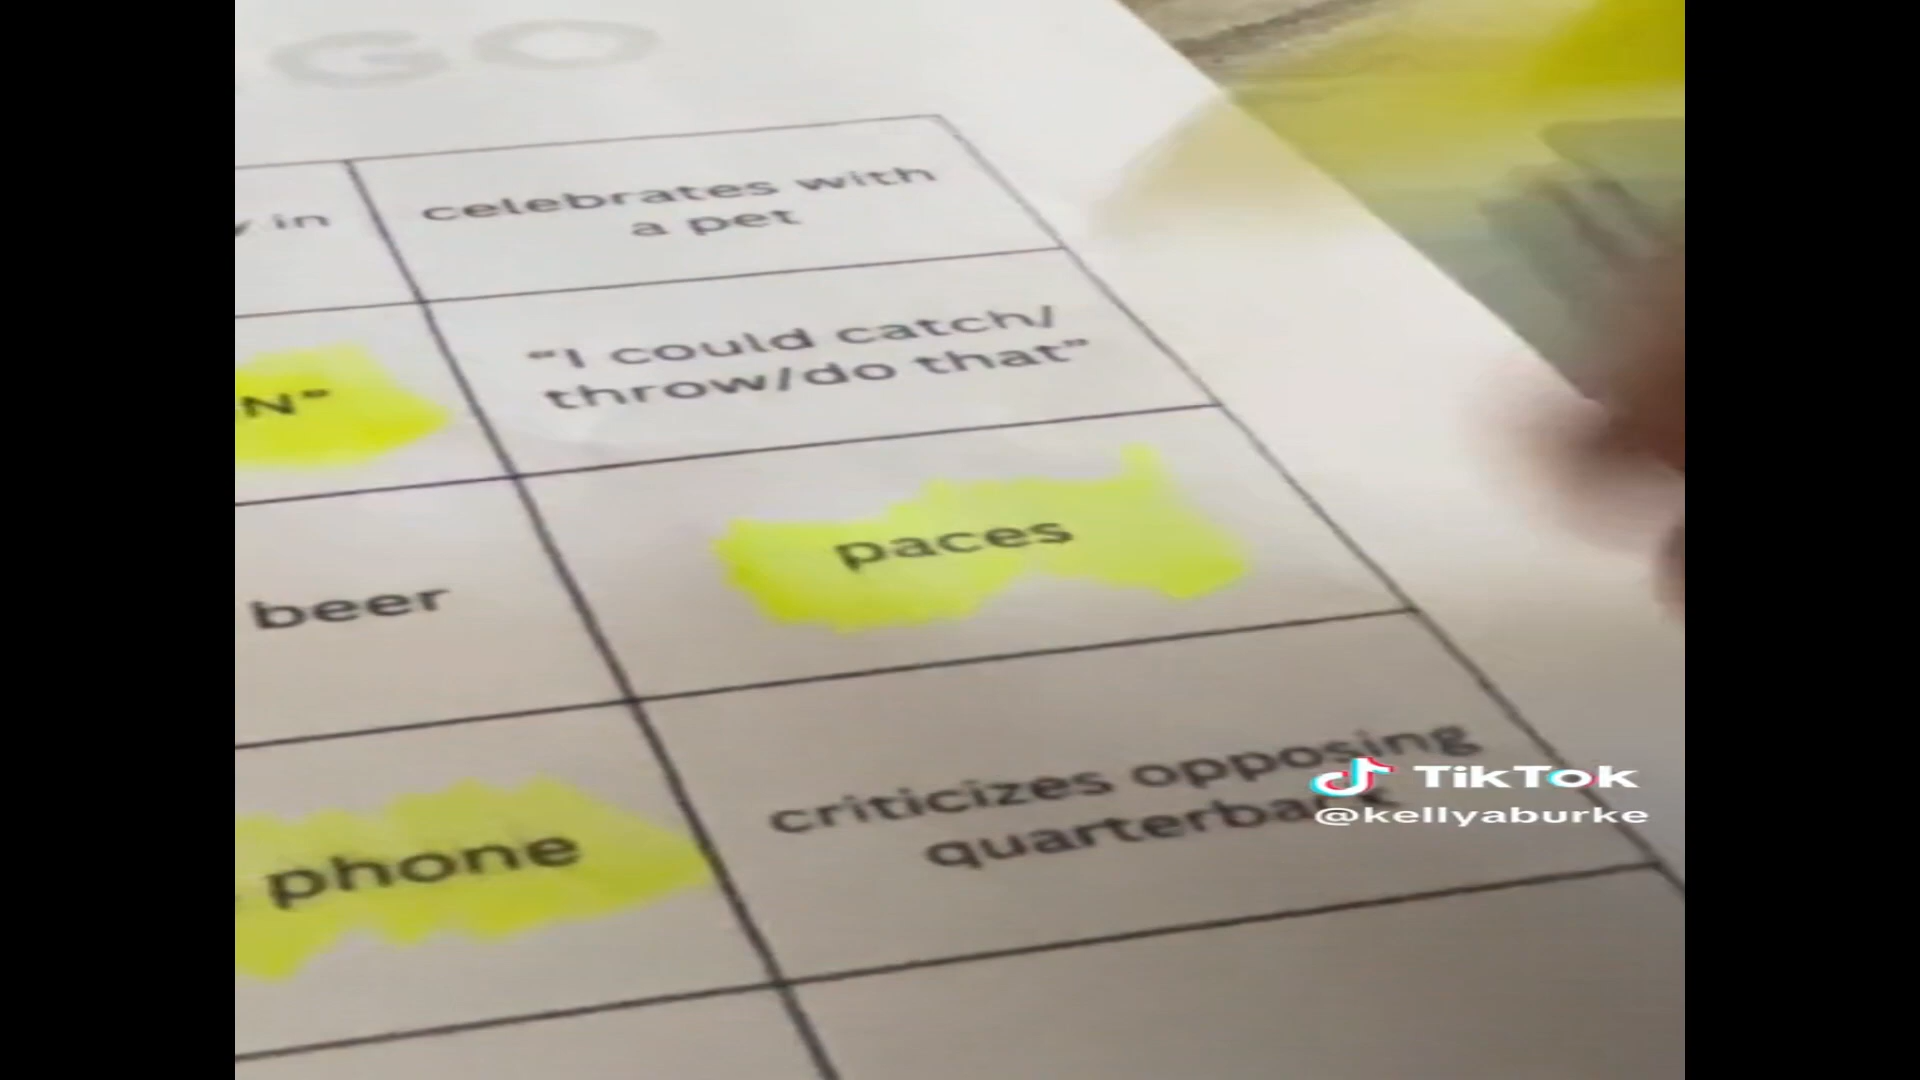 GO
in
celebrates with
a pet
N"
"I could catch/
throw/do that"
beer
paces
phone
criticizes opposing
quarterback
TikTok
@kellyaburke